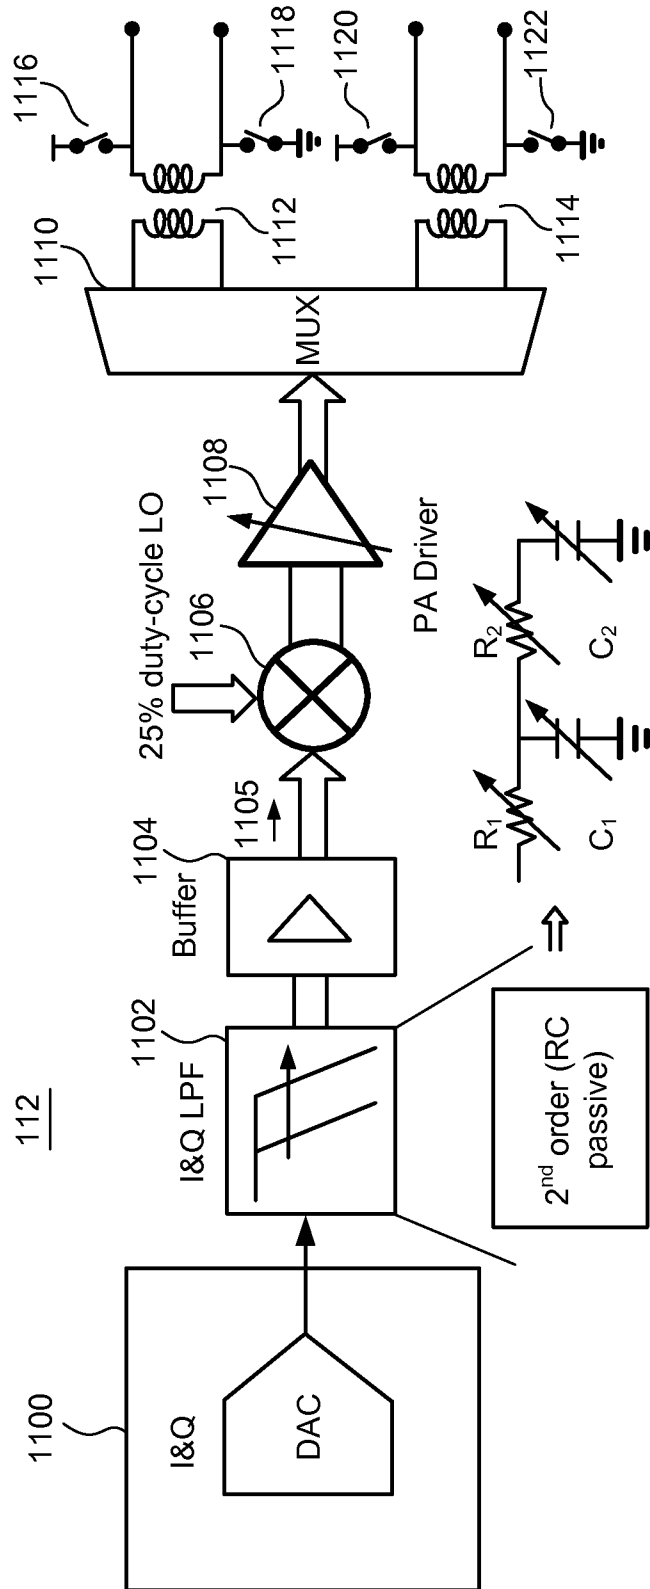 112
1100
I&Q
DAC
1102
I&Q LPF
2nd order (RC
passive)
1104
Buffer
1105
25% duty-cycle LO
1106
1108
PA Driver
R1
C1
R2
C2
1110
MUX
1112
1114
1116
1118
1120
1122